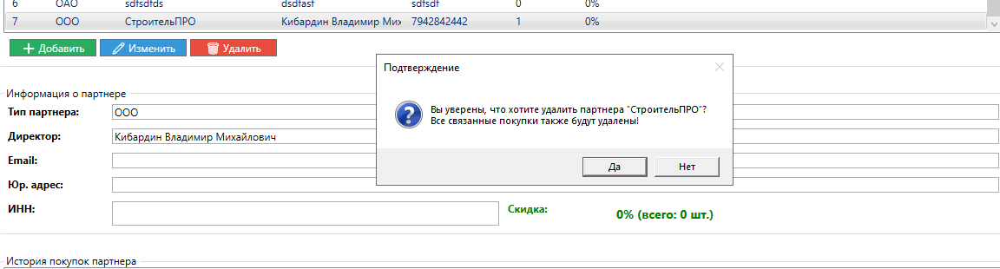 6 ОАО sdfsdfds dsdfasf sdfsdf 0 0%
7 ООО СтроительПРО Кибардин Владимир Мих 7942842442 1 0%
Добавить Изменить Удалить
Подтверждение
Вы уверены, что хотите удалить партнера "СтроительПРО"?
Все связанные покупки также будут удалены!
Да Нет
Информация о партнере
Тип партнера: ООО
Директор: Кибардин Владимир Михайлович
Email:
Юр. адрес:
ИНН: Скидка: 0% (всего: 0 шт.)
История покупок партнера